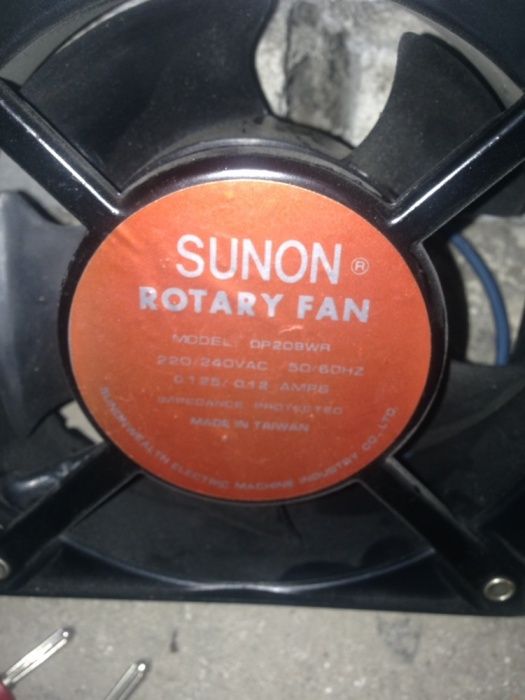 SUNON ®
ROTARY FAN
MODEL: DP208WR
220/240VAC 50/60HZ
0.125/0.12 AMPS
IMPEDANCE PROTECTED
MADE IN TAIWAN
SUNONWEALTH ELECTRIC MACHINE INDUSTRY CO., LTD.